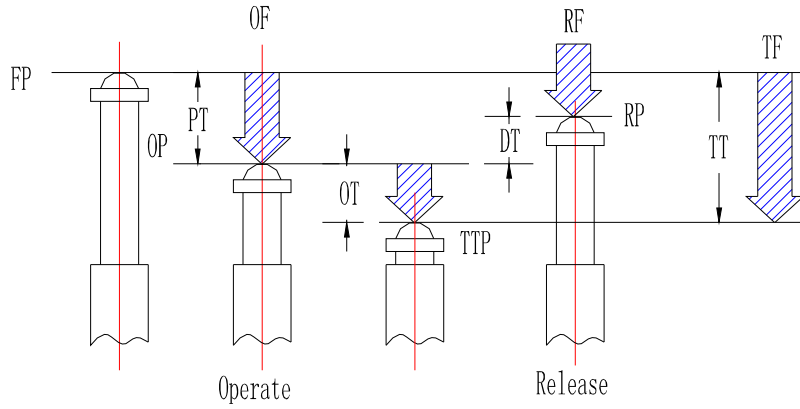 OF
RF
TF
FP
PT
OP
DT
RP
TT
OT
TTP
Operate
Release